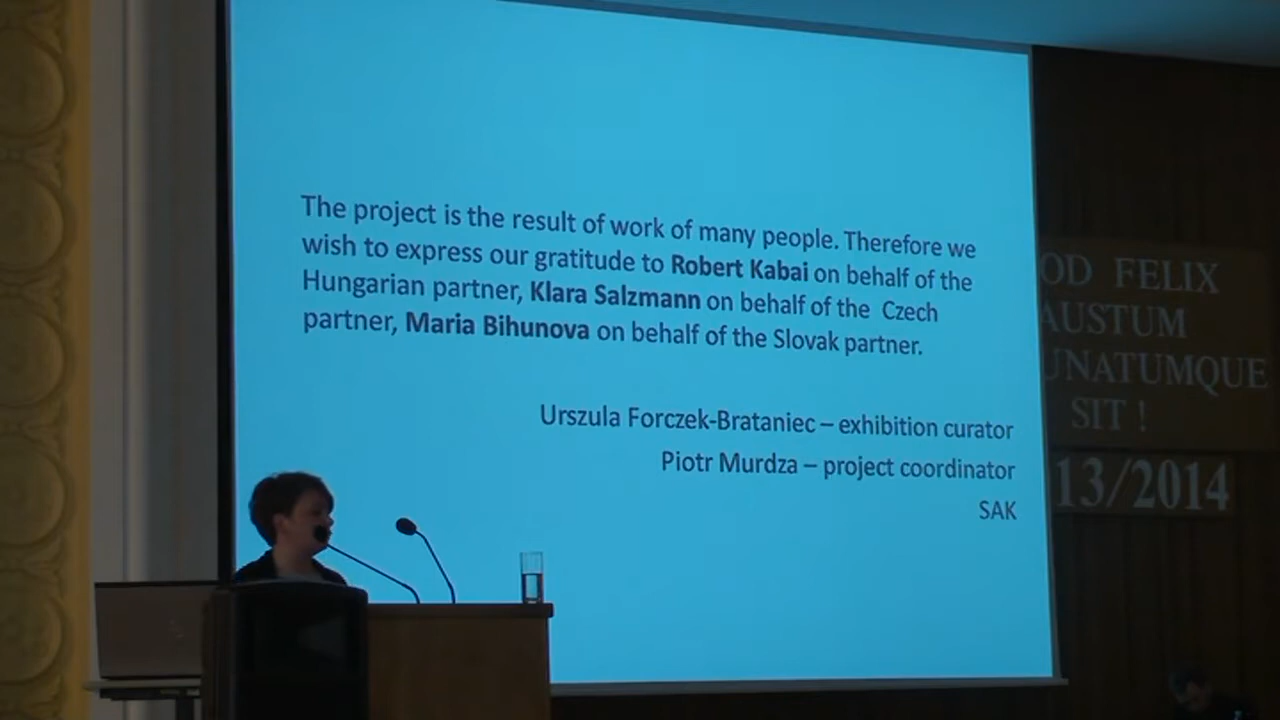 The project is the result of work of many people. Therefore we
wish to express our gratitude to Robert Kabai on behalf of the
Hungarian partner, Klara Salzmann on behalf of the Czech
partner, Maria Bihunova on behalf of the Slovak partner.
Urszula Forczek-Brataniec – exhibition curator
Piotr Murdza – project coordinator
SAK
OD FELIX
AUSTUM
UNATUMQUE
SIT !
13/2014